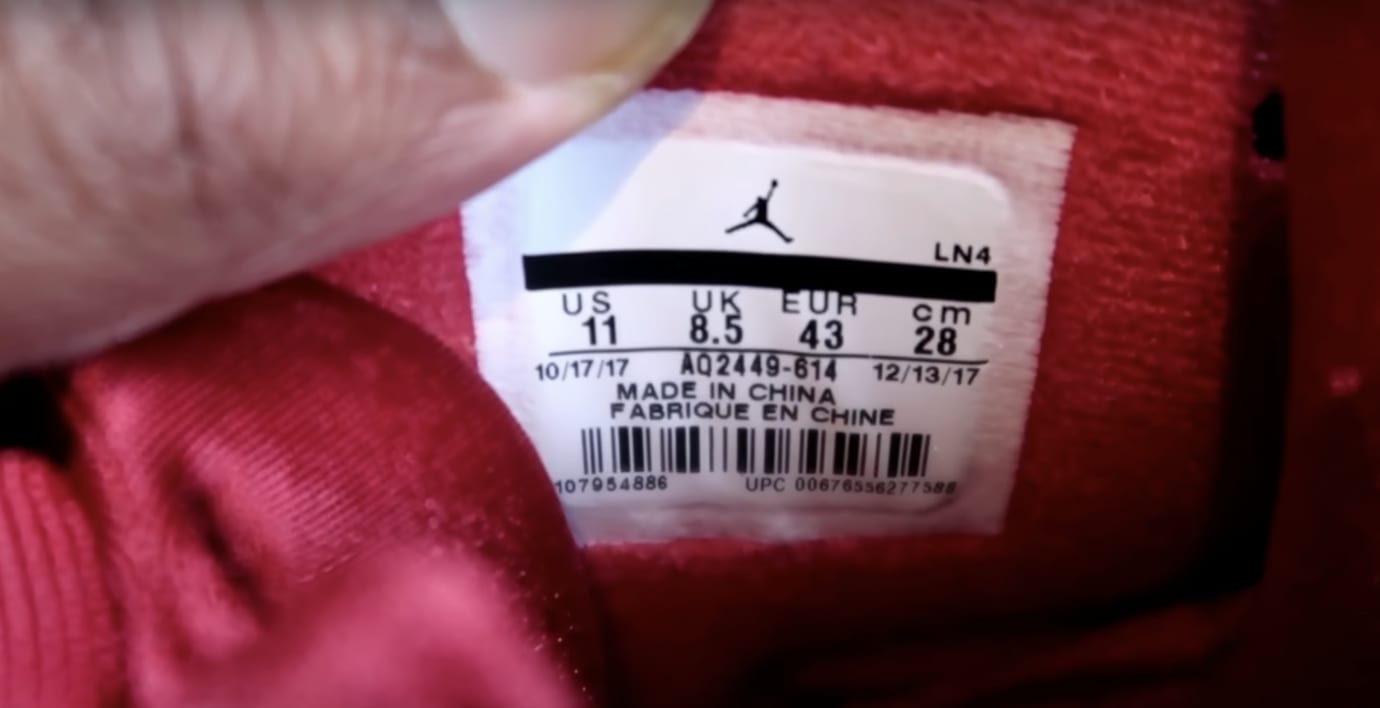 LN4
US UK EUR cm
11 8.5 43 28
10/17/17 AQ2449-614 12/13/17
MADE IN CHINA
FABRIQUE EN CHINE
107954886 UPC 00676556277588